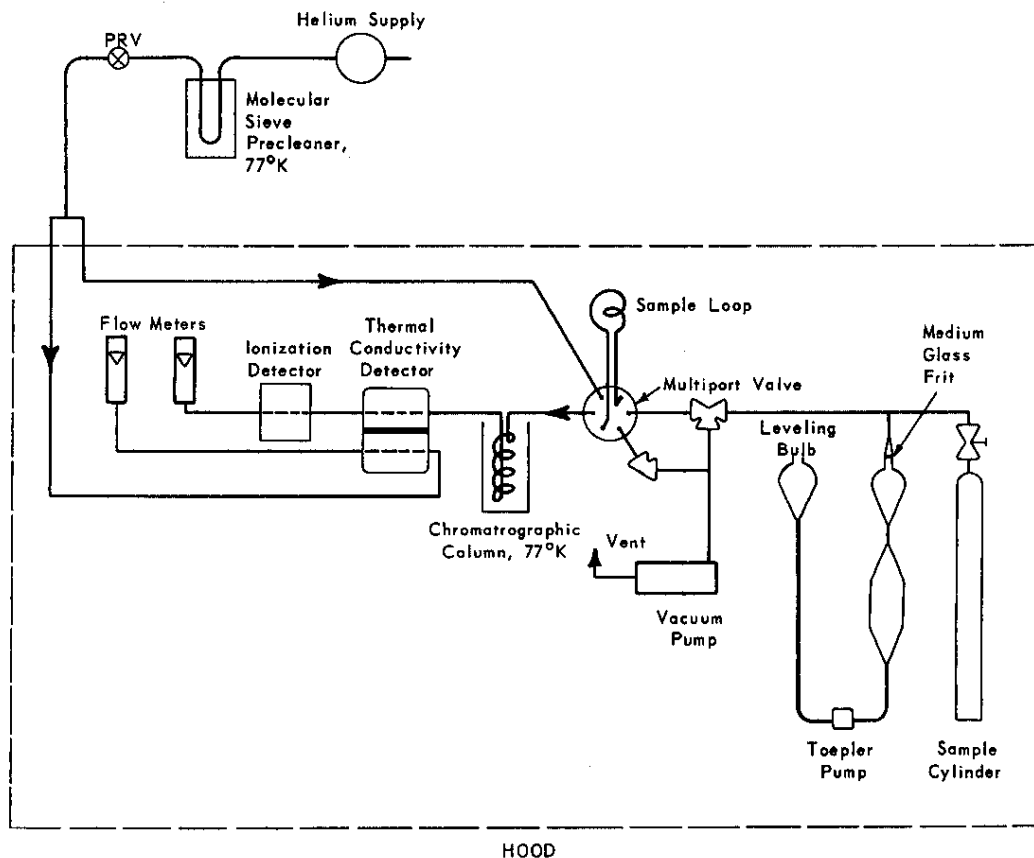 Helium Supply
PRV
Molecular
Sieve
Precleaner,
77°K
Flow Meters
Ionization
Detector
Thermal
Conductivity
Detector
Sample Loop
Multiport Valve
Medium
Glass
Frit
Leveling
Bulb
Chromatrographic
Column, 77°K
Vent
Vacuum
Pump
Toepler
Pump
Sample
Cylinder
HOOD